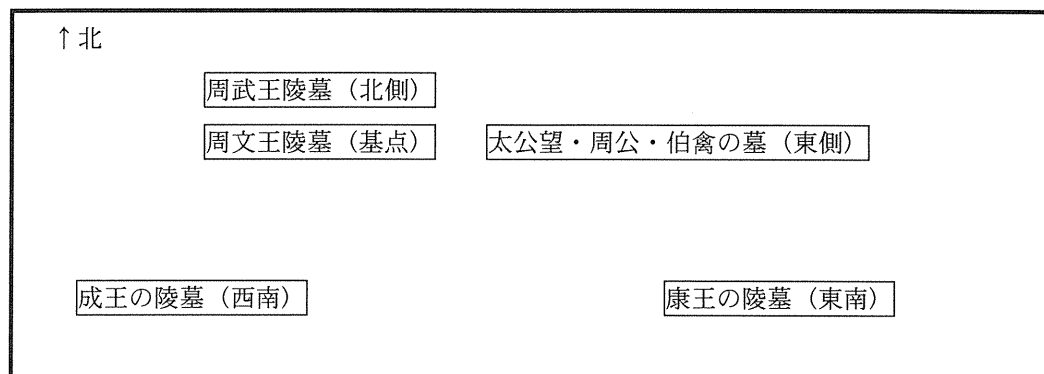 ↑北
周武王陵墓（北側）
周文王陵墓（基点）
太公望・周公・伯禽の墓（東側）
成王の陵墓（西南）
康王の陵墓（東南）